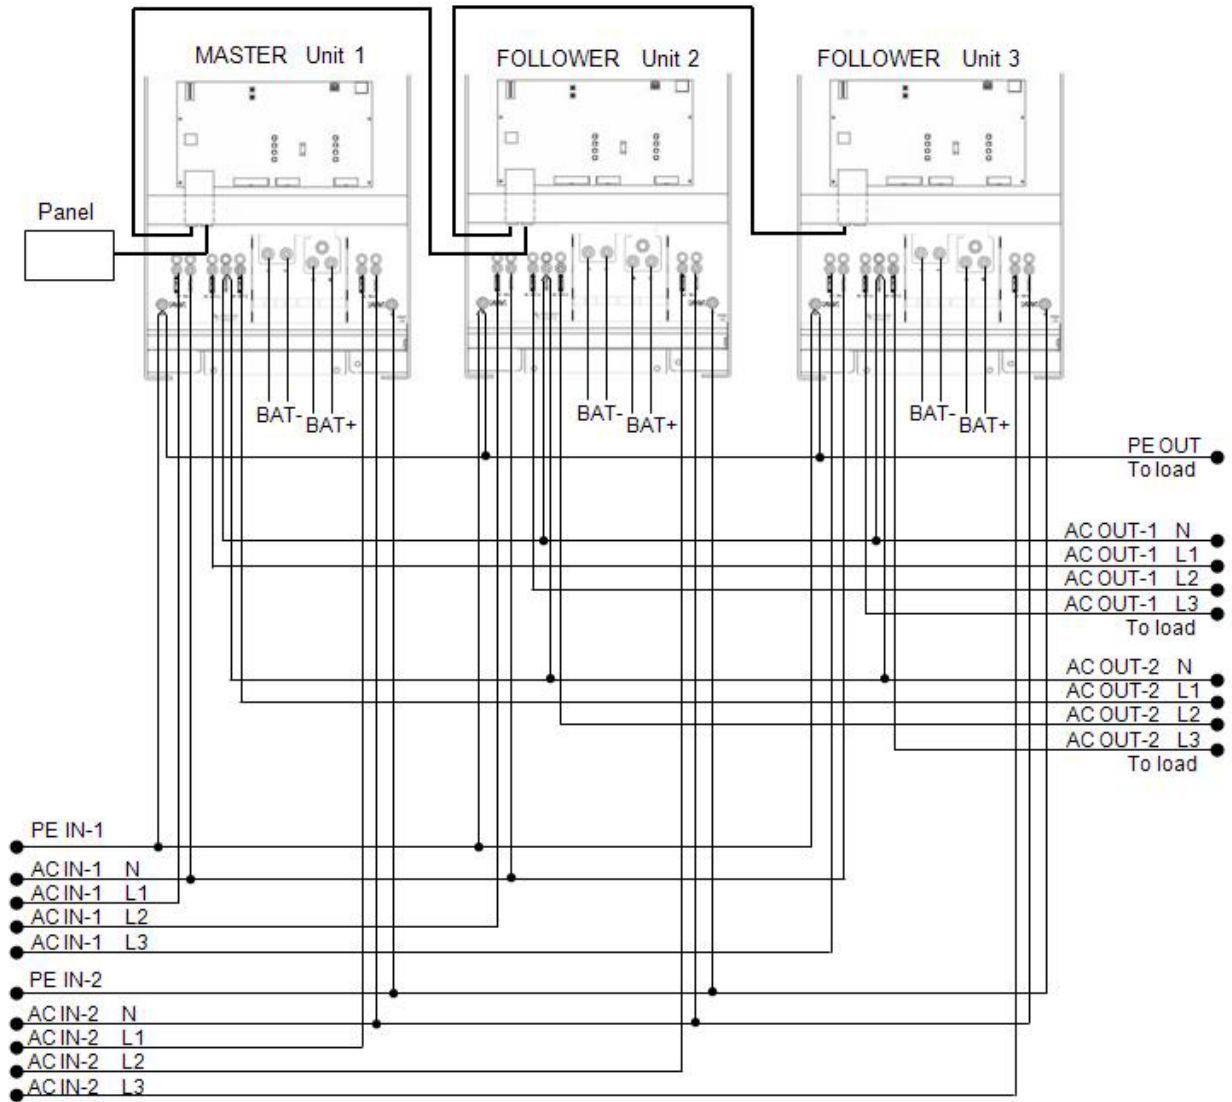 MASTER Unit 1
FOLLOWER Unit 2
FOLLOWER Unit 3
Panel
BAT-
BAT+
BAT-
BAT+
BAT-
BAT+
PE OUT
To load
AC OUT-1 N
AC OUT-1 L1
AC OUT-1 L2
AC OUT-1 L3
To load
AC OUT-2 N
AC OUT-2 L1
AC OUT-2 L2
AC OUT-2 L3
To load
PE IN-1
AC IN-1 N
AC IN-1 L1
AC IN-1 L2
AC IN-1 L3
PE IN-2
AC IN-2 N
AC IN-2 L1
AC IN-2 L2
AC IN-2 L3